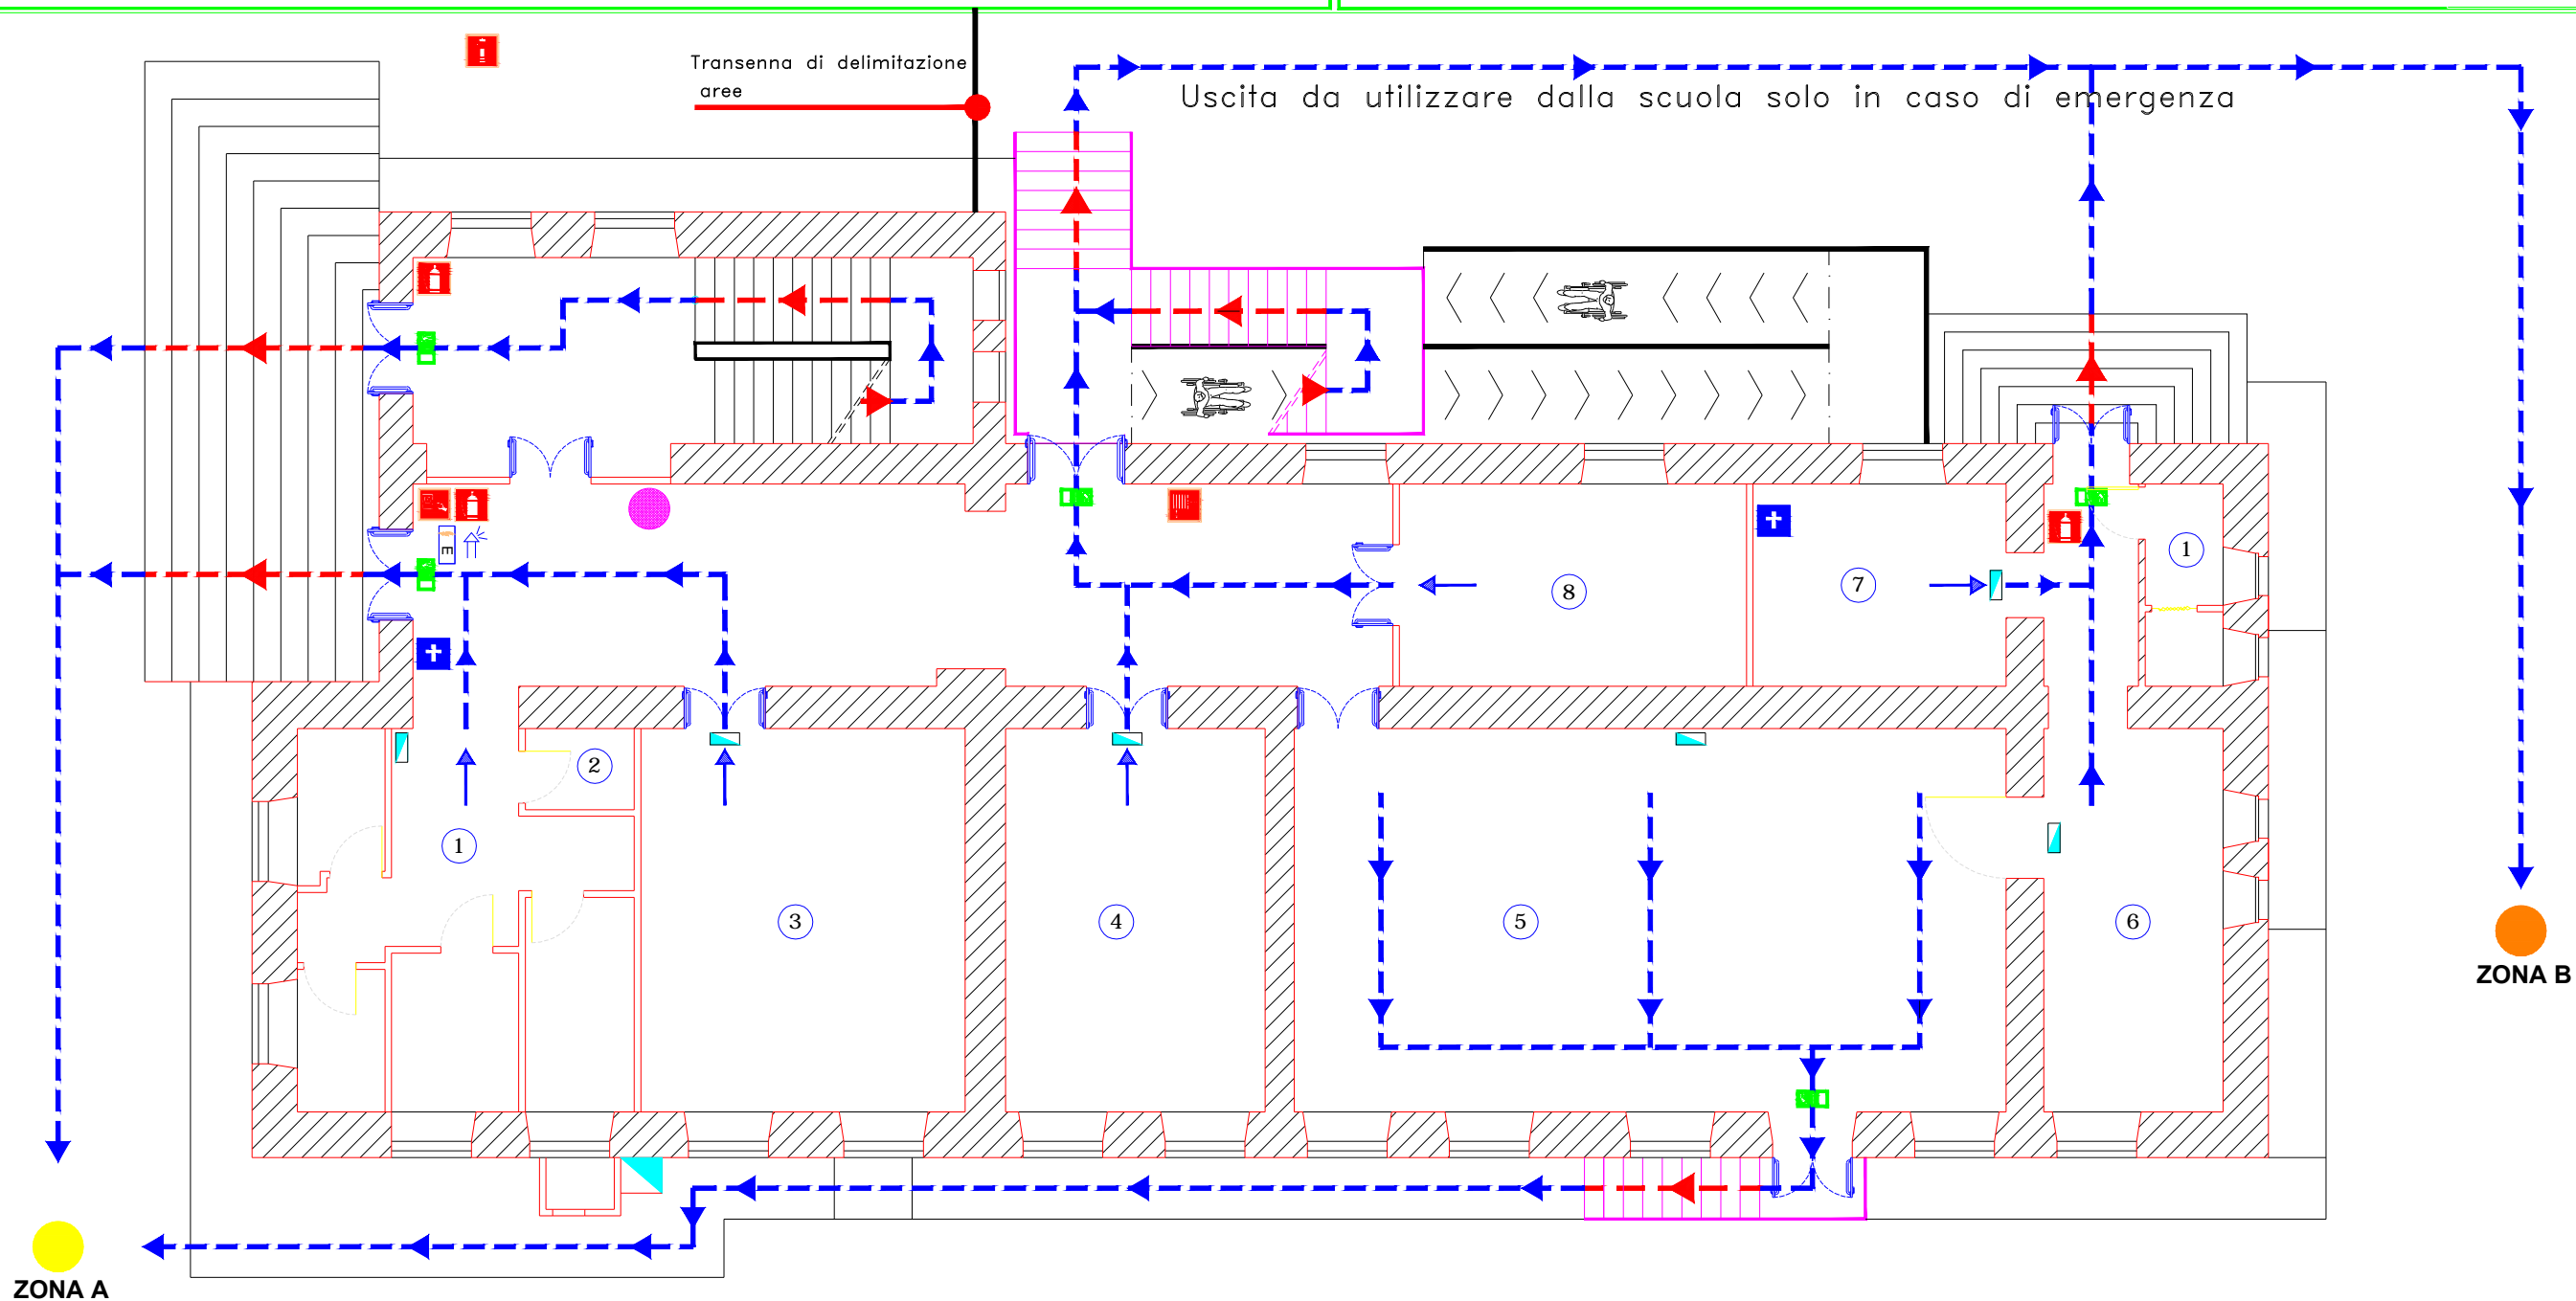 Transenna di delimitazione
aree
Uscita da utilizzare dalla scuola solo in caso di emergenza
E
1
8
7
2
1
3
4
5
6
ZONA B
ZONA A